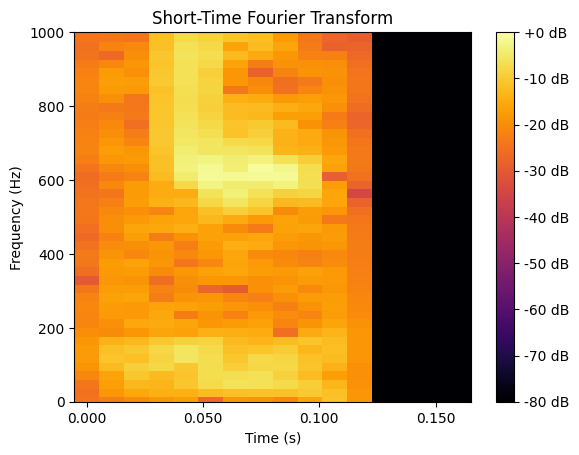 Short-Time Fourier Transform
1000
800
600
400
200
0
Frequency (Hz)
0.000
0.050
0.100
0.150
Time (s)
+0 dB
-10 dB
-20 dB
-30 dB
-40 dB
-50 dB
-60 dB
-70 dB
-80 dB